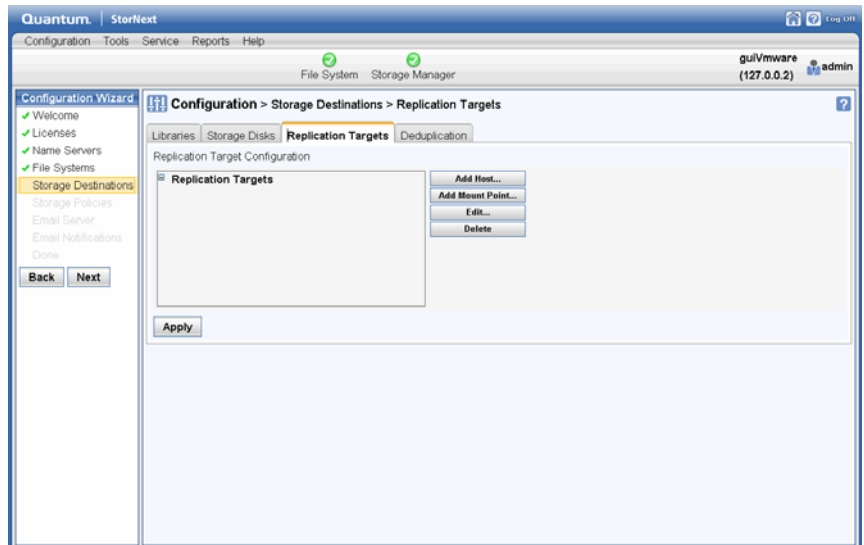 Quantum. | StorNext
Log Off
Configuration Tools Service Reports Help
File System
Storage Manager
guiVmware
(127.0.0.2)
admin
Configuration Wizard
Welcome
Licenses
Name Servers
File Systems
Storage Destinations
Storage Policies
Email Server
Email Notifications
Done
Back Next
Configuration > Storage Destinations > Replication Targets
Libraries Storage Disks Replication Targets Deduplication
Replication Target Configuration
Replication Targets
Add Host...
Add Mount Point...
Edit...
Delete
Apply